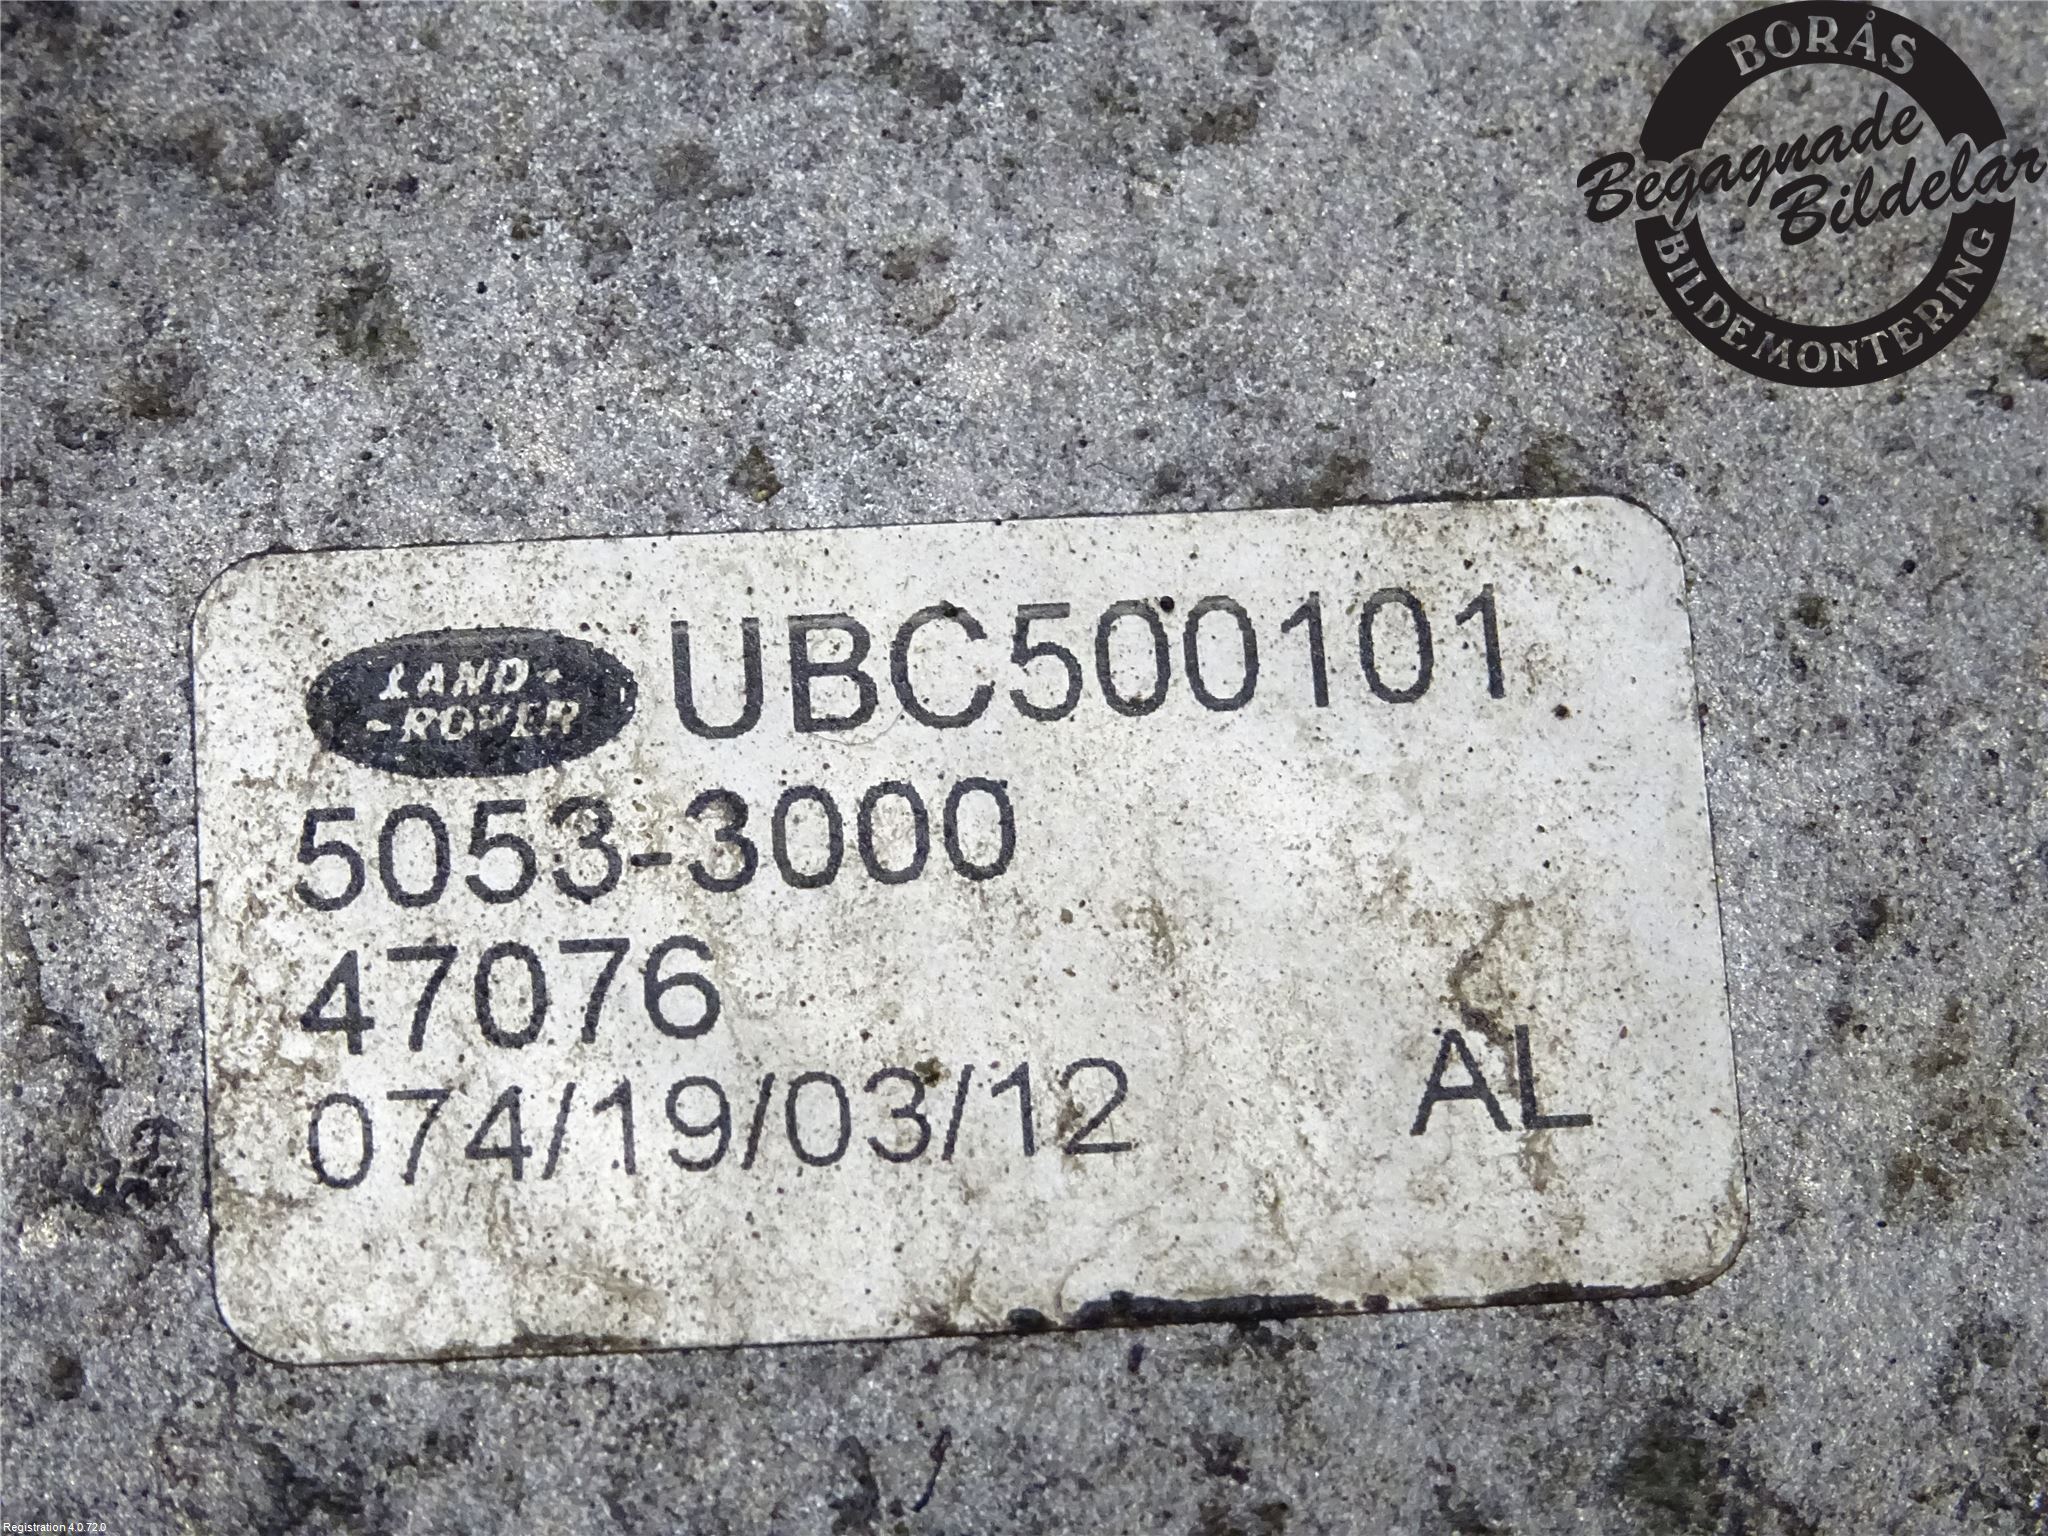 BORÅS
Begagnade
Bildelar
BILDEMONTERING
LAND-
-ROVER
UBC500101
5053-3000
47076
074/19/03/12 AL
Registration 4.0.72.0